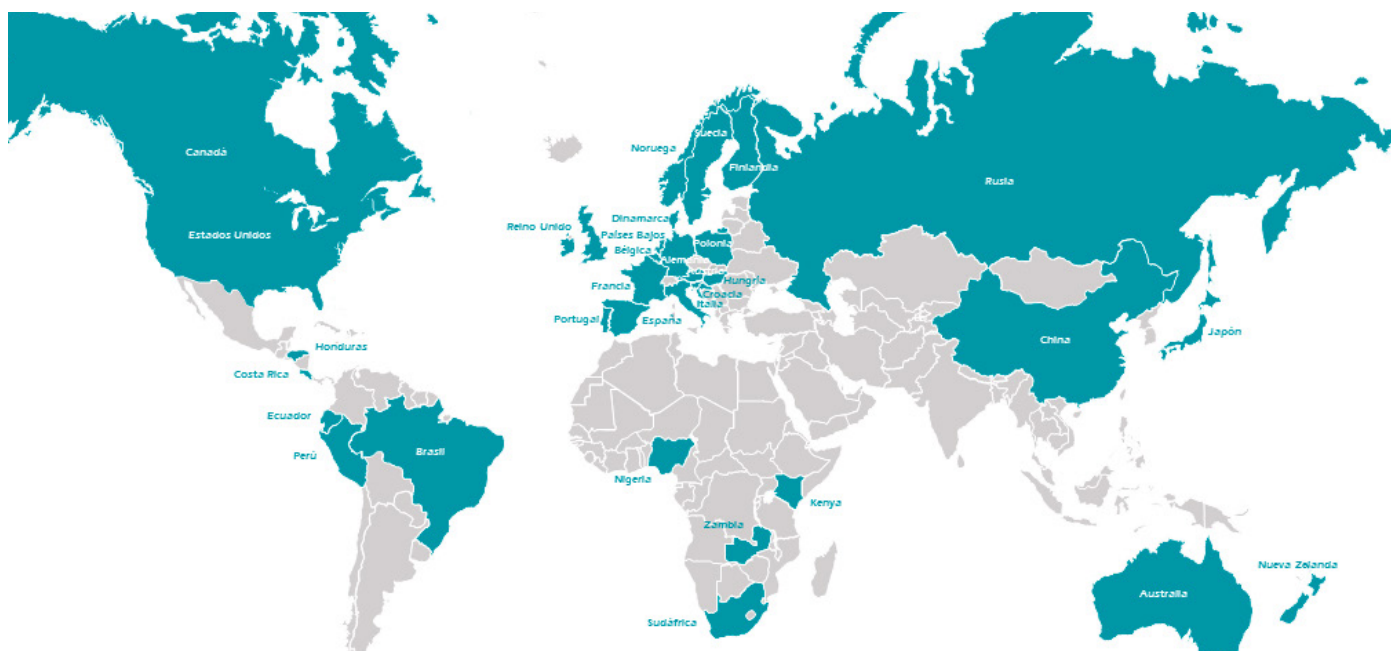 Suecia
Noruega
Canadá
Finlandia
Rusia
Dinamarca
Reino Unido
Estados Unidos
Países Bajos
Polonia
Bélgica
Alemania
Hungría
Francia
Croacia
Italia
Portugal
España
Japón
China
Honduras
Costa Rica
Ecuador
Brasil
Perú
Nigeria
Kenya
Zambia
Nueva Zelanda
Australia
Sudáfrica